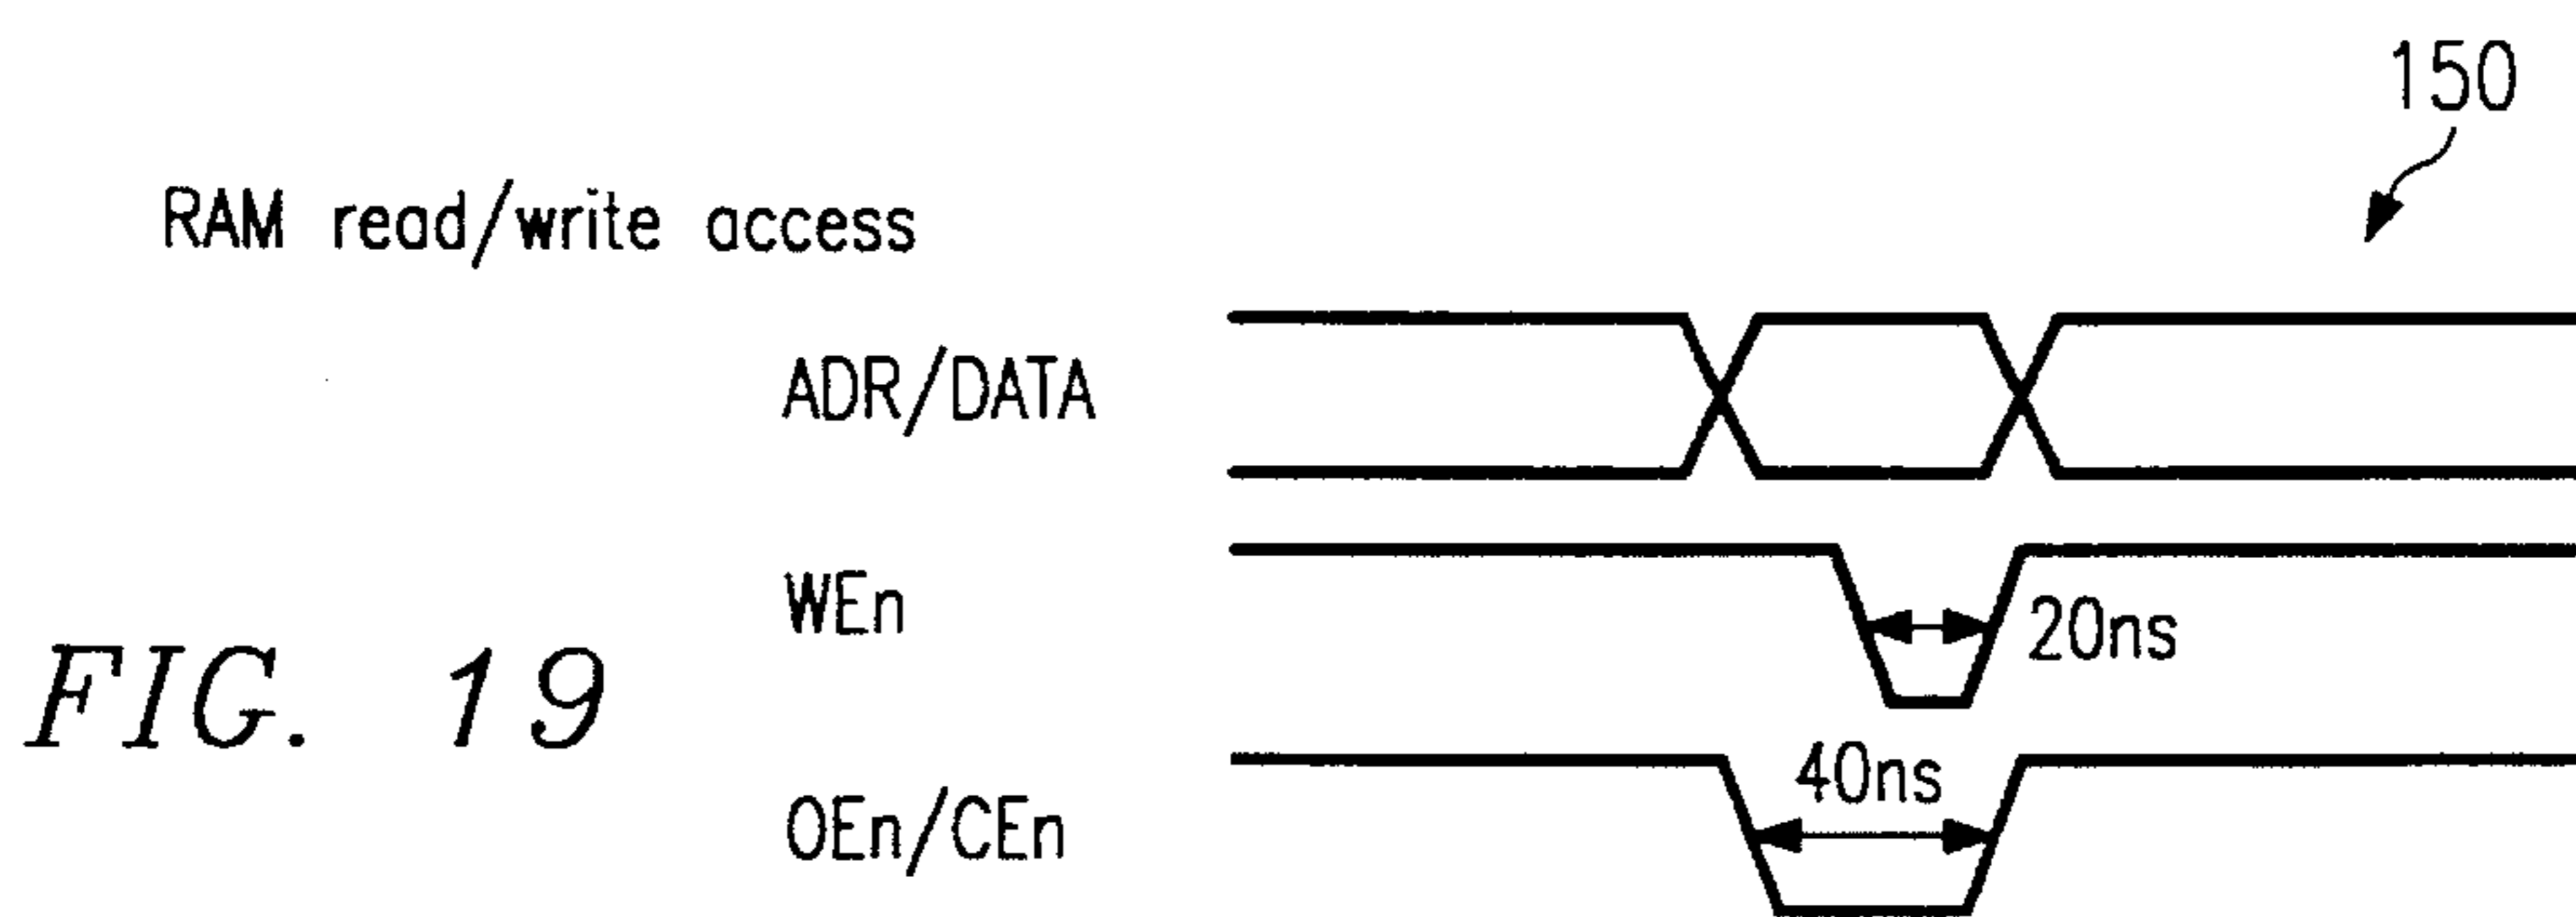 150
RAM read/write access
ADR/DATA
WEn
20ns
FIG. 19
40ns
OEn/CEn